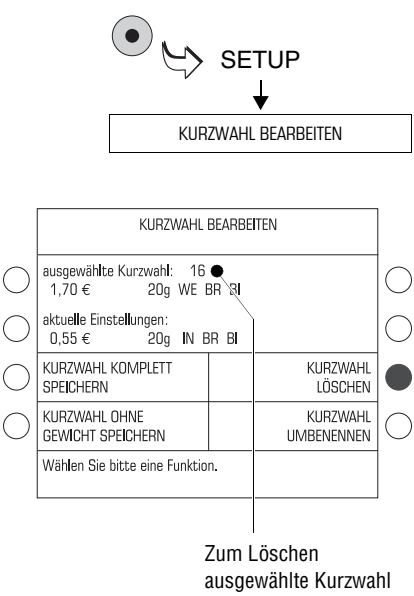 SETUP
KURZWAHL BEARBEITEN
KURZWAHL BEARBEITEN
ausgewählte Kurzwahl: 16
1,70 € 20g WE BR BI
aktuelle Einstellungen:
0,55 € 20g IN BR BI
KURZWAHL KOMPLETT
SPEICHERN
KURZWAHL
LÖSCHEN
KURZWAHL OHNE
GEWICHT SPEICHERN
KURZWAHL
UMBENENNEN
Wählen Sie bitte eine Funktion.
Zum Löschen
ausgewählte Kurzwahl